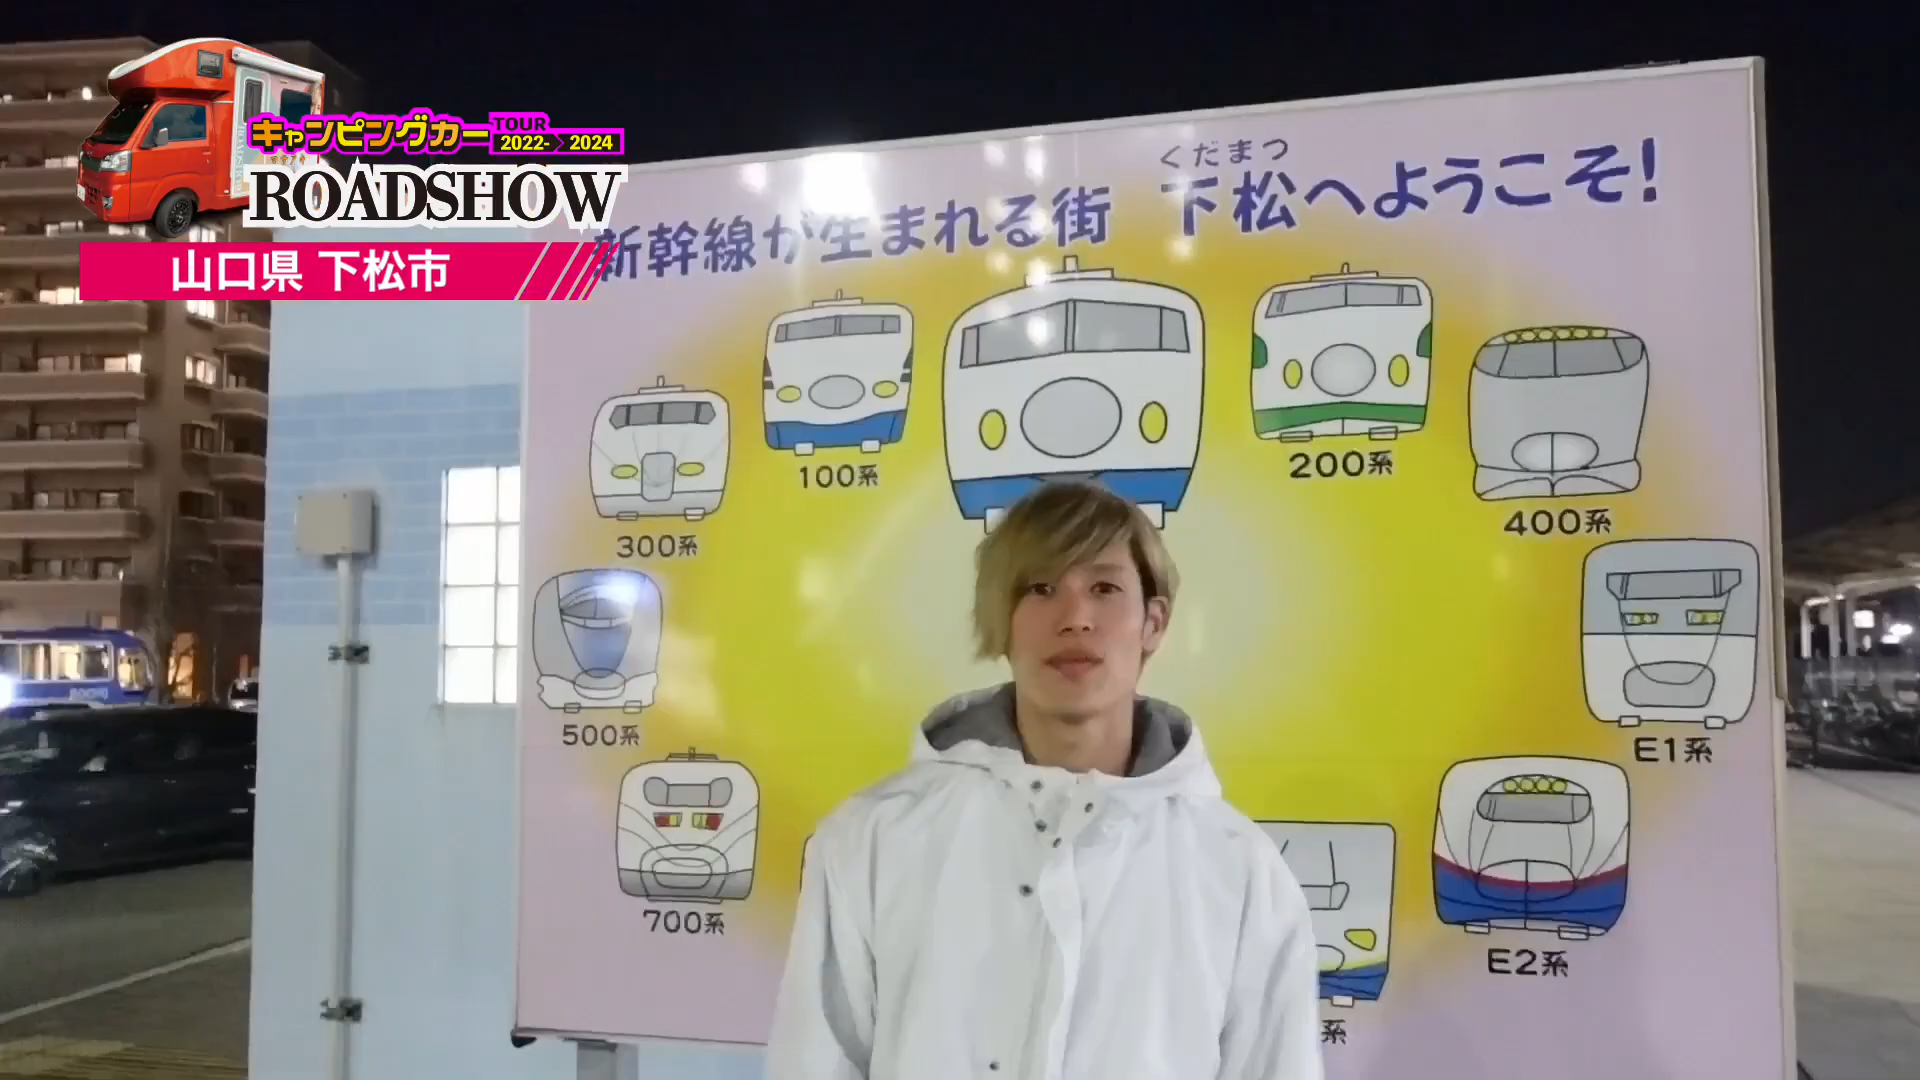 キャンピングカー
TOUR
2022- 2024
ROADSHOW
山口県 下松市
くだまつ
新幹線が生まれる街 下松へようこそ!
100系
200系
300系
400系
500系
E1系
700系
E2系
系